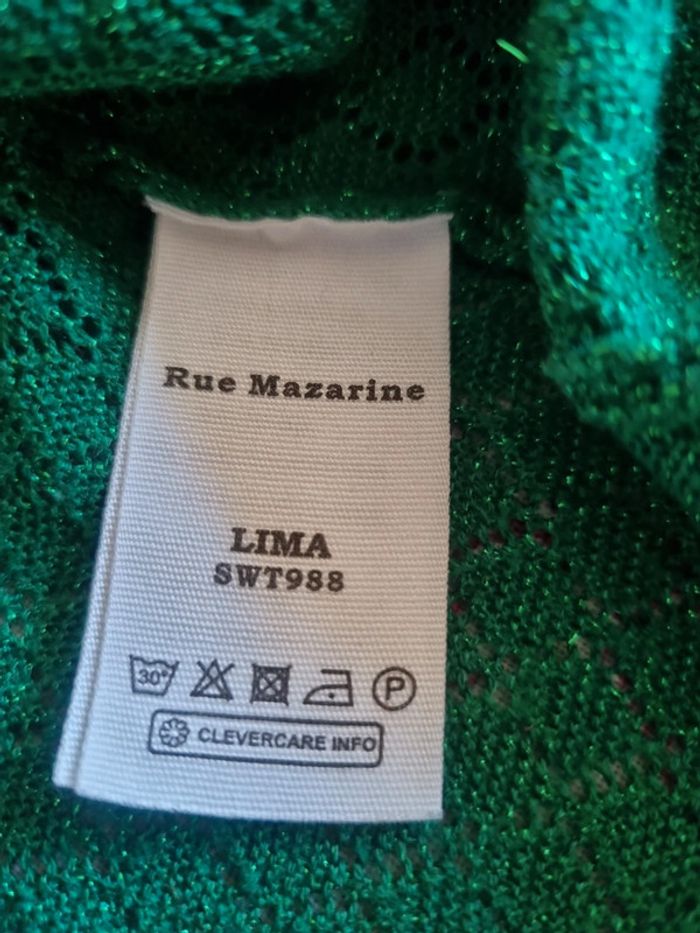 Rue Mazarine
LIMA
SWT988
30° P
CLEVERCARE INFO